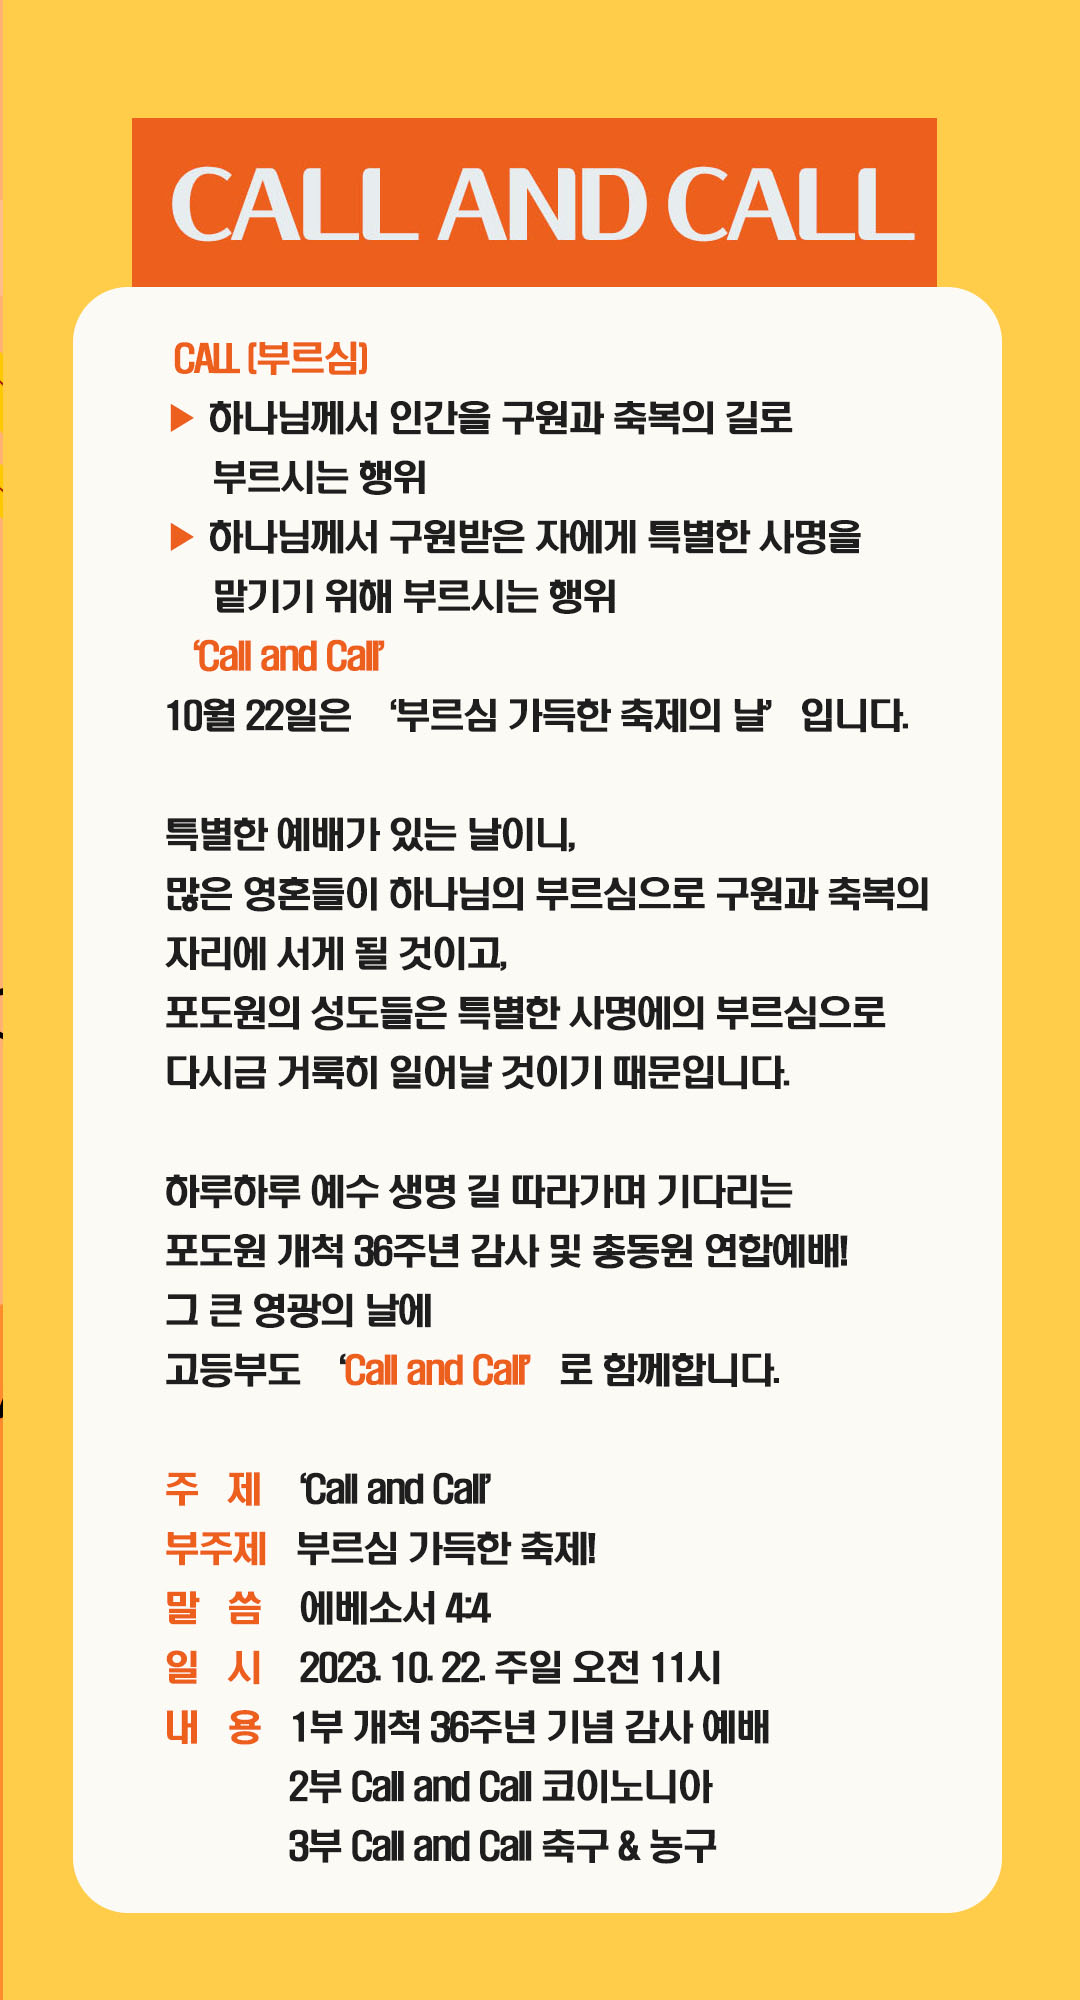 CALL AND CALL
CALL (부르심)
▶ 하나님께서 인간을 구원과 축복의 길로
부르시는 행위
▶ 하나님께서 구원받은 자에게 특별한 사명을
맡기기 위해 부르시는 행위
‘Call and Call’
10월 22일은 ‘부르심 가득한 축제의 날’ 입니다.
특별한 예배가 있는 날이니,
많은 영혼들이 하나님의 부르심으로 구원과 축복의
자리에 서게 될 것이고,
포도원의 성도들은 특별한 사명에의 부르심으로
다시금 거룩히 일어날 것이기 때문입니다.
하루하루 예수 생명 길 따라가며 기다리는
포도원 개척 36주년 감사 및 총동원 연합예배!
그 큰 영광의 날에
고등부도 ‘Call and Call’ 로 함께합니다.
주 제 ‘Call and Call’
부주제 부르심 가득한 축제!
말 씀 에베소서 4:4
일 시 2023. 10. 22. 주일 오전 11시
내 용 1부 개척 36주년 기념 감사 예배
2부 Call and Call 코이노니아
3부 Call and Call 축구 & 농구